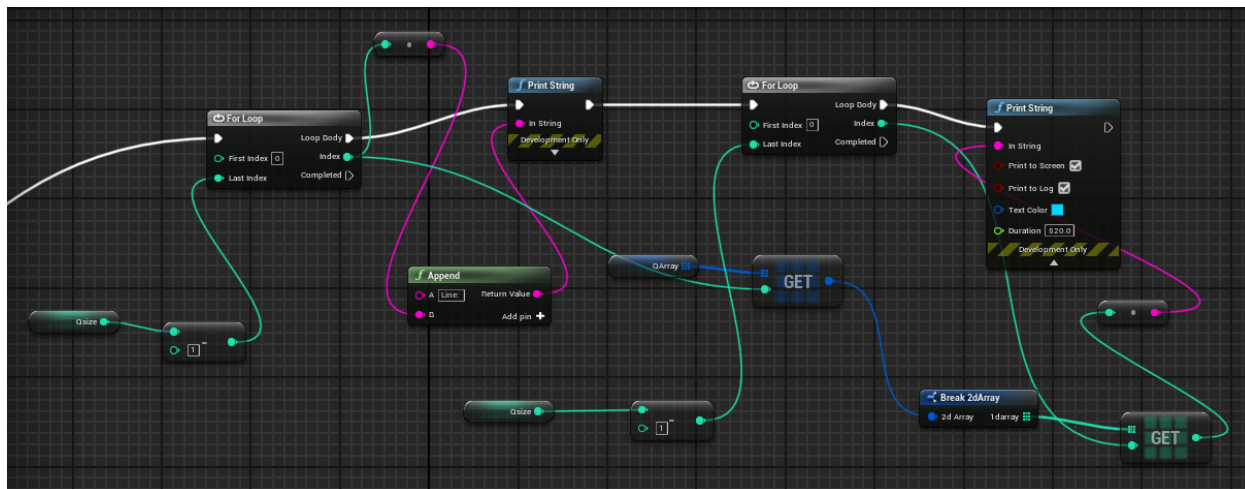 For Loop
Loop Body
First Index 0
Index
Last Index
Completed
Print String
In String
Development Only
For Loop
Loop Body
First Index 0
Index
Last Index
Completed
Print String
In String
Print to Screen
Print to Log
Text Color
Duration 520.0
Development Only
Append
A Line: Return Value
B Add pin +
QArray
GET
Qsize
1 -
Qsize
1 -
Break 2dArray
2d Array 1darray
GET